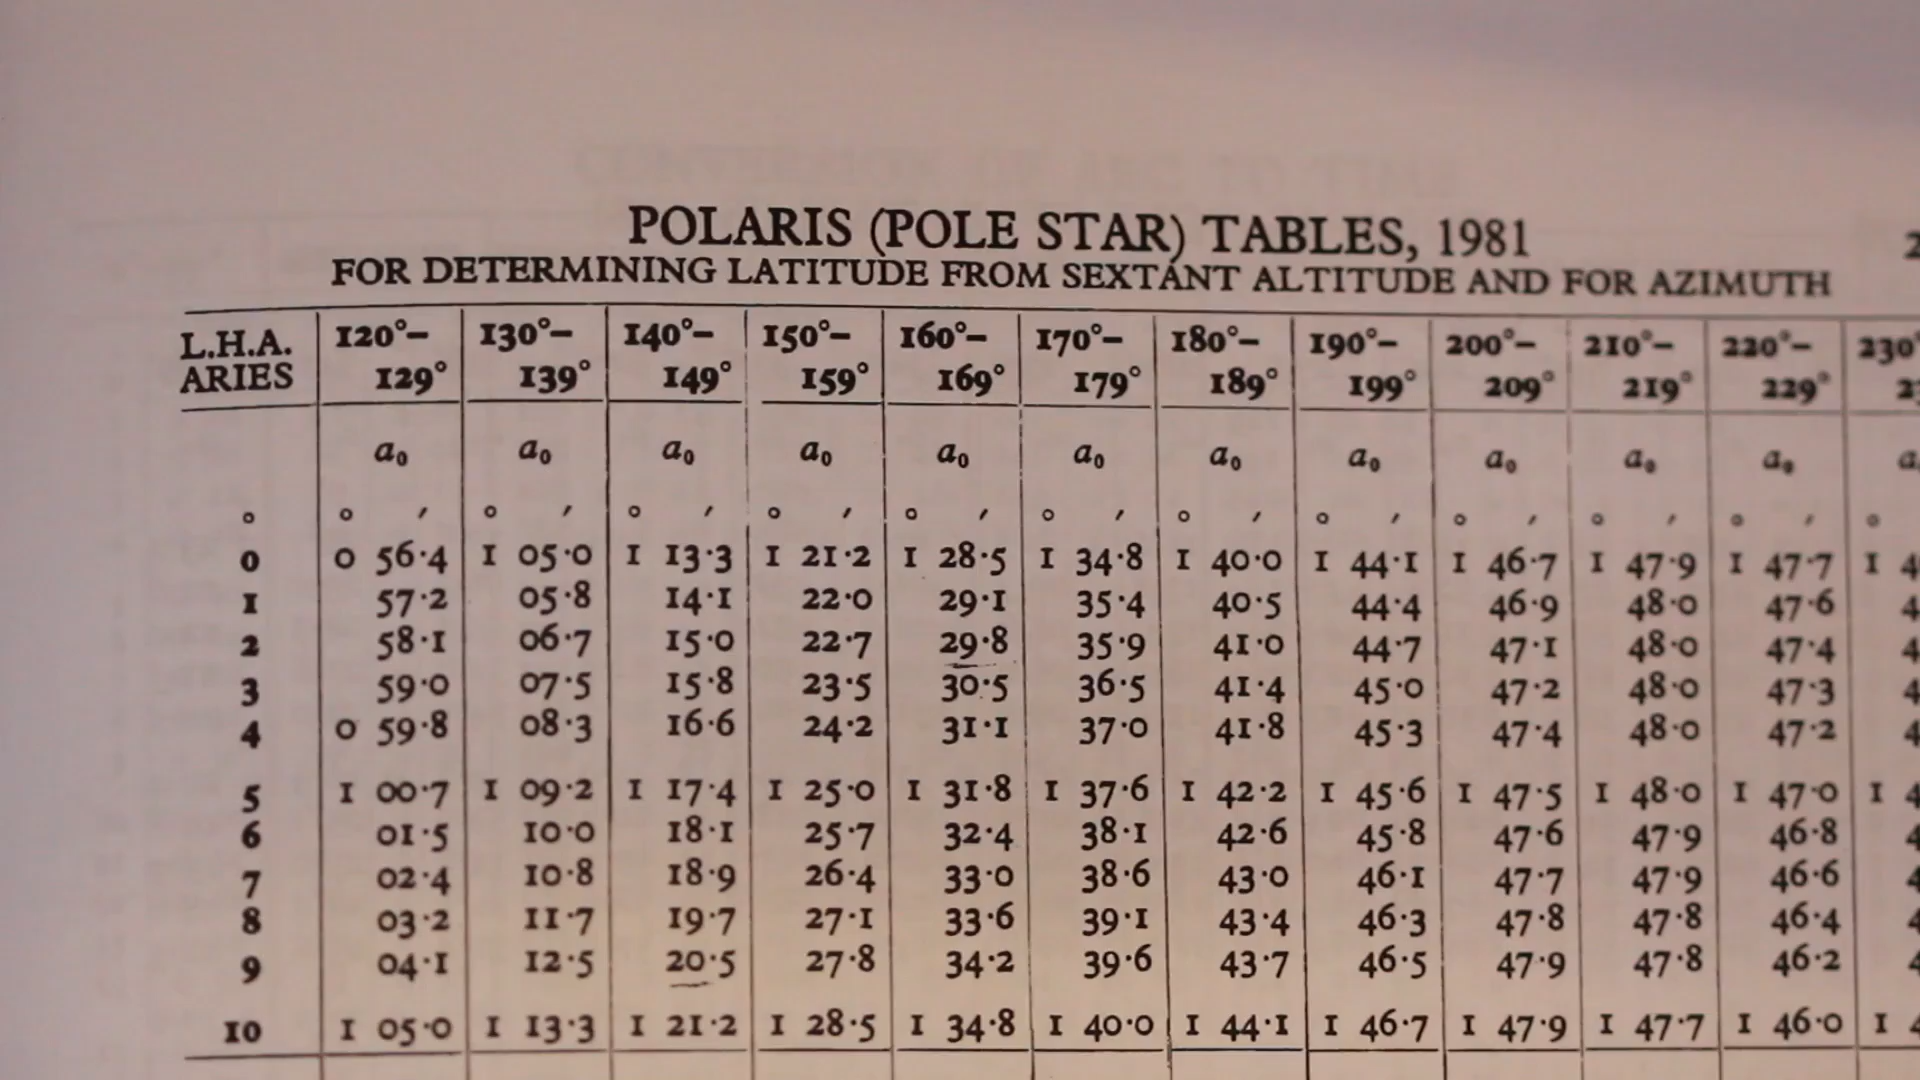 POLARIS (POLE STAR) TABLES, 1981
FOR DETERMINING LATITUDE FROM SEXTANT ALTITUDE AND FOR AZIMUTH
L.H.A. ARIES 120°–129° 130°–139° 140°–149° 150°–159° 160°–169° 170°–179° 180°–189° 190°–199° 200°–209° 210°–219° 220°–229° 230°
a₀ a₀ a₀ a₀ a₀ a₀ a₀ a₀ a₀ a₀ a₀
° ° ′ ° ′ ° ′ ° ′ ° ′ ° ′ ° ′ ° ′ ° ′ ° ′ ° ′ °
0 0 56·4 1 05·0 1 13·3 1 21·2 1 28·5 1 34·8 1 40·0 1 44·1 1 46·7 1 47·9 1 47·7 1 4
1 57·2 05·8 14·1 22·0 29·1 35·4 40·5 44·4 46·9 48·0 47·6 4
2 58·1 06·7 15·0 22·7 29·8 35·9 41·0 44·7 47·1 48·0 47·4 4
3 59·0 07·5 15·8 23·5 30·5 36·5 41·4 45·0 47·2 48·0 47·3 4
4 0 59·8 08·3 16·6 24·2 31·1 37·0 41·8 45·3 47·4 48·0 47·2 4
5 1 00·7 1 09·2 1 17·4 1 25·0 1 31·8 1 37·6 1 42·2 1 45·6 1 47·5 1 48·0 1 47·0 1 4
6 01·5 10·0 18·1 25·7 32·4 38·1 42·6 45·8 47·6 47·9 46·8 4
7 02·4 10·8 18·9 26·4 33·0 38·6 43·0 46·1 47·7 47·9 46·6 4
8 03·2 11·7 19·7 27·1 33·6 39·1 43·4 46·3 47·8 47·8 46·4 4
9 04·1 12·5 20·5 27·8 34·2 39·6 43·7 46·5 47·9 47·8 46·2 4
10 1 05·0 1 13·3 1 21·2 1 28·5 1 34·8 1 40·0 1 44·1 1 46·7 1 47·9 1 47·7 1 46·0 1 4